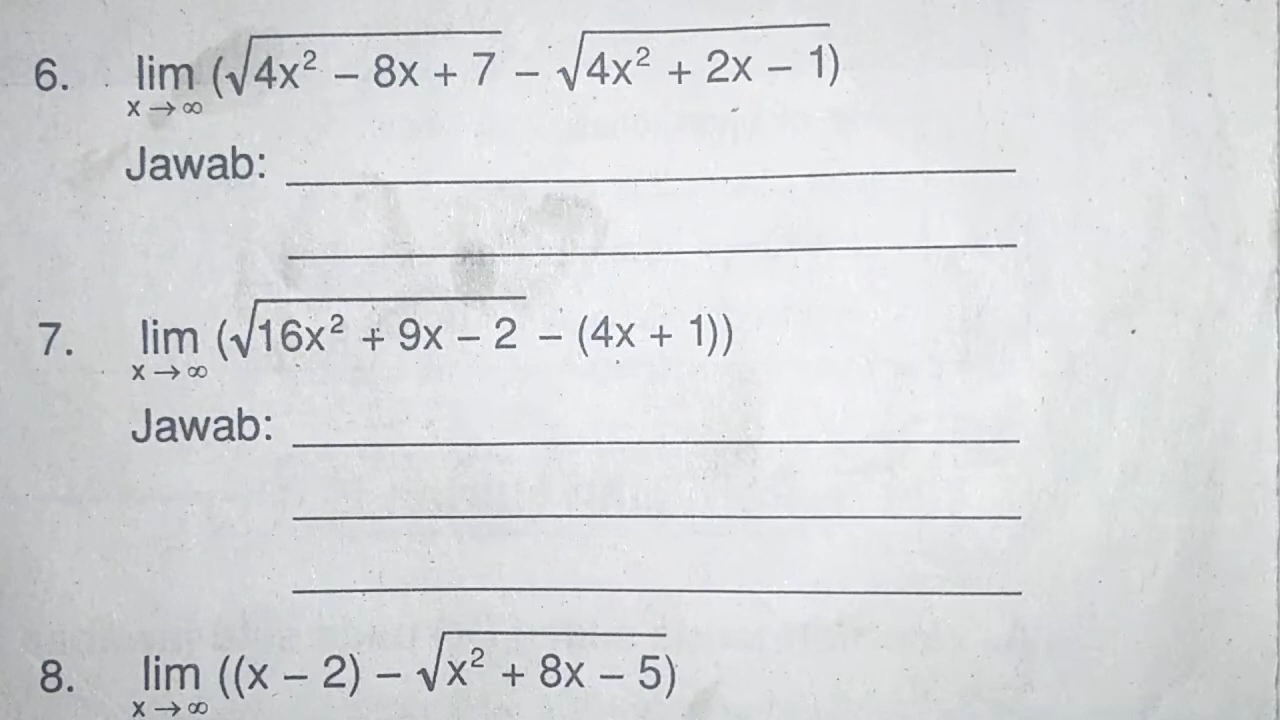 6. lim (√4x² – 8x + 7 – √4x² + 2x – 1)
x → ∞
Jawab:
7. lim (√16x² + 9x – 2 – (4x + 1))
x → ∞
Jawab:
8. lim ((x – 2) – √x² + 8x – 5)
x → ∞